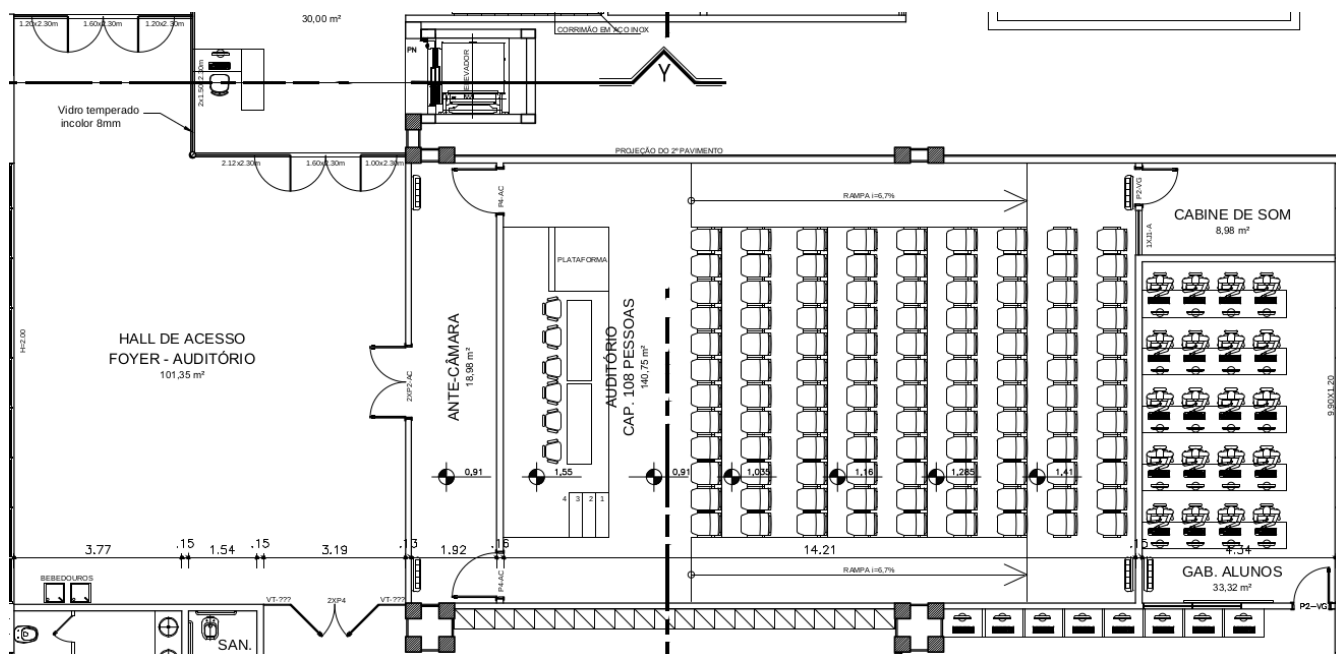 1.20x2.30m
1.60x2.30m
1.20x2.30m
30,00 m²
CORRIMÃO EM AÇO INOX
PN
ELEVADOR
Y
2x1.50x2.30m
Vidro temperado
incolor 8mm
2.12x2.30m
1.60x2.30m
1.00x2.30m
PROJEÇÃO DO 2º PAVIMENTO
P4-AC
RAMPA i=6,7%
P2-VG
CABINE DE SOM
8,98 m²
1XJ1-A
PLATAFORMA
H=2.00
HALL DE ACESSO
FOYER - AUDITÓRIO
101,35 m²
2XP2-AC
ANTE-CÂMARA
18,98 m²
AUDITÓRIO
CAP. 108 PESSOAS
140,75 m²
9.90X1.20
0,91
1,55
0,91
1,035
1,16
1,285
1,41
4 3 2 1
3.77
.15
1.54
.15
3.19
.13
1.92
.16
14.21
.15
4.34
BEBEDOUROS
P4-AC
RAMPA i=6,7%
GAB. ALUNOS
33,32 m²
VT-???
2XP4
VT-???
P2-VG
SAN.